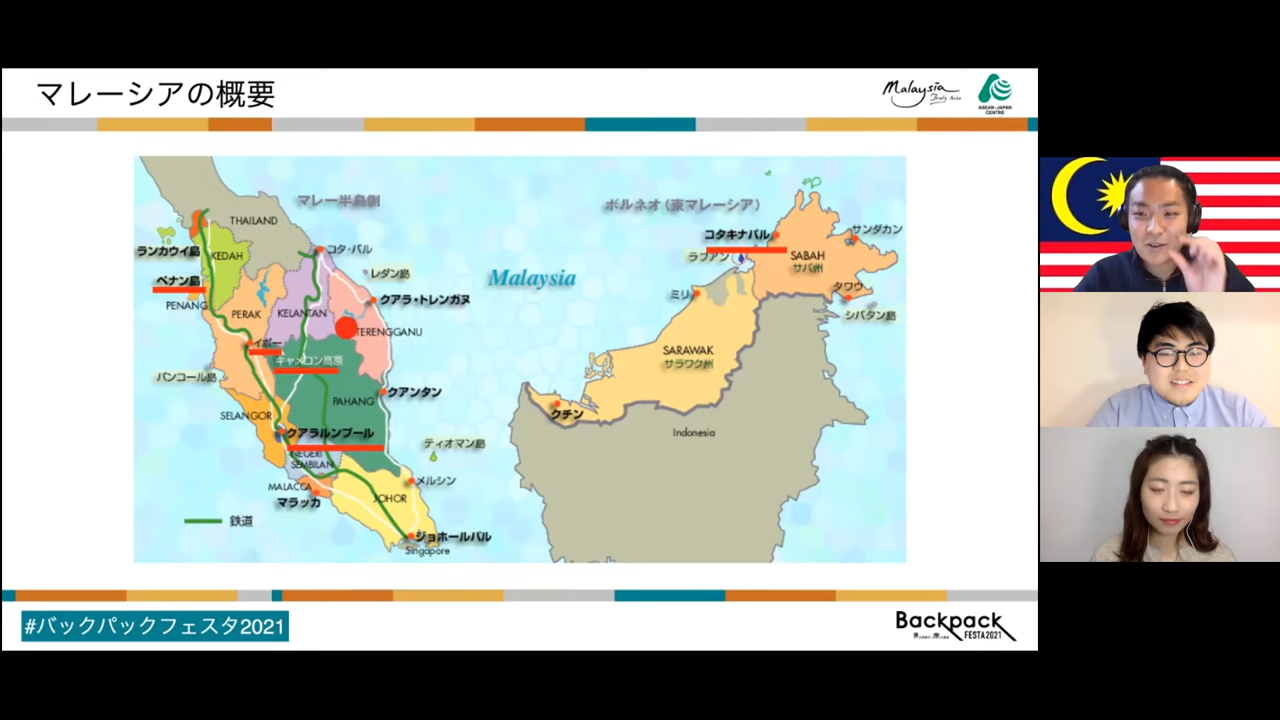 マレーシアの概要
Malaysia
Truly Asia
ASEAN-JAPAN
CENTRE
マレー半島側
ボルネオ(東マレーシア)
THAILAND
ランカウイ島
KEDAH
コタ・バル
コタキナバル
サンダカン
ラブアン
SABAH
サバ州
ペナン島
レダン島
Malaysia
タワウ
PENANG
PERAK
KELANTAN
クアラ・トレンガヌ
ミリ
シパダン島
TERENGGANU
イポー
キャメロン高原
SARAWAK
サラワク州
パンコール島
PAHANG
クアンタン
SELANGOR
クチン
クアラルンプール
Indonesia
NEGERI
SEMBILAN
ティオマン島
MALACCA
マラッカ
JOHOR
メルシン
鉄道
ジョホールバル
Singapore
#バックパックフェスタ2021
Backpack
FESTA2021